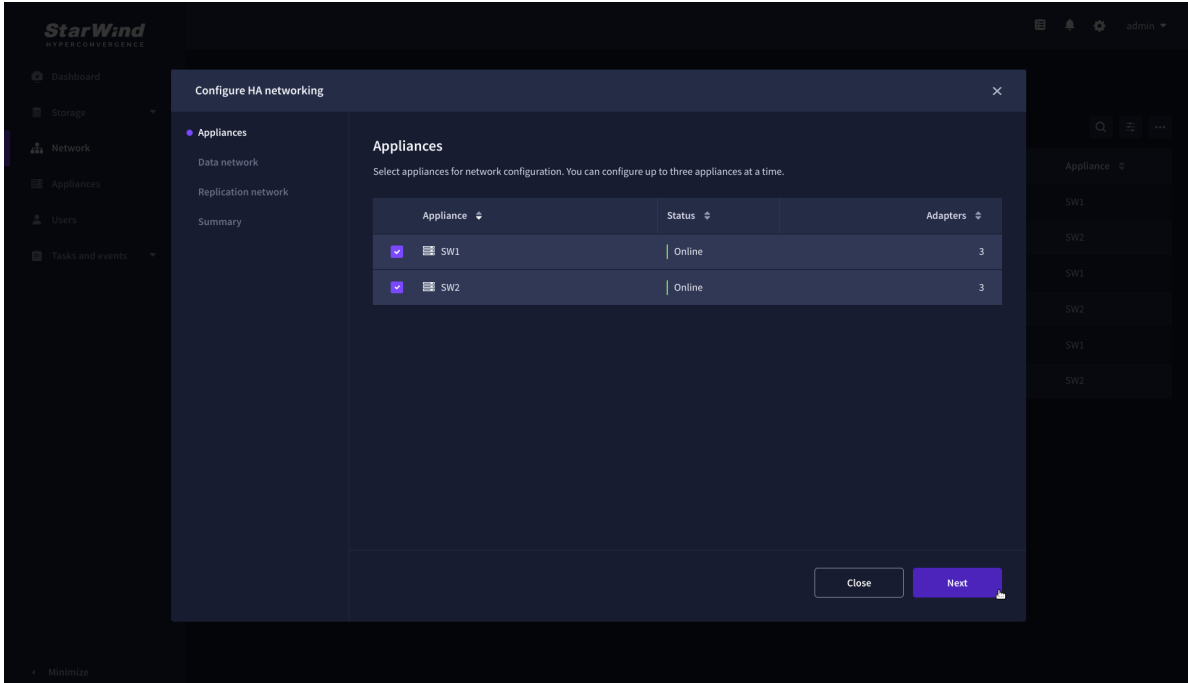 StarWind
HYPERCONVERGENCE
admin
Dashboard
Storage
Network
Appliances
Users
Tasks and events
Minimize
Configure HA networking
Appliances
Data network
Replication network
Summary
Appliances
Select appliances for network configuration. You can configure up to three appliances at a time.
Appliance Status Adapters
SW1 Online 3
SW2 Online 3
Close Next
Appliance
SW1
SW2
SW1
SW2
SW1
SW2